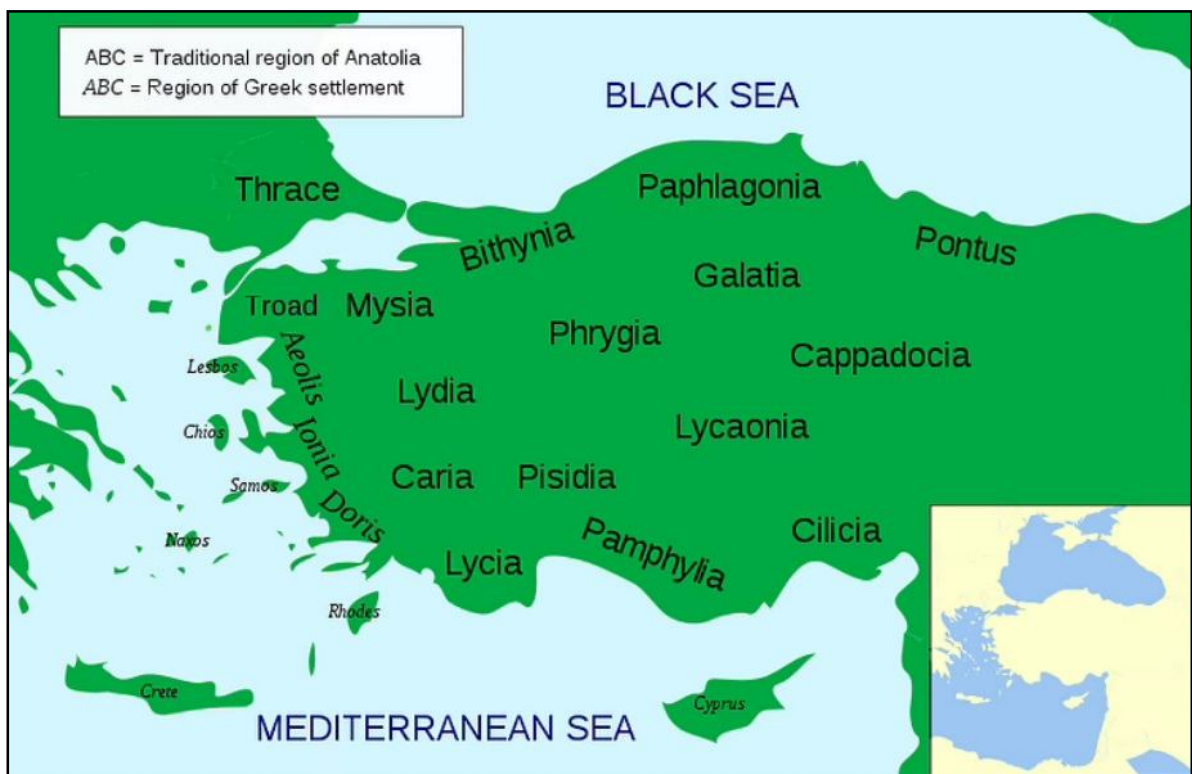 ABC = Traditional region of Anatolia
ABC = Region of Greek settlement
BLACK SEA
Thrace
Paphlagonia
Bithynia
Pontus
Galatia
Troad
Mysia
Phrygia
Cappadocia
Aeolis
Lesbos
Lydia
Chios
Ionia
Lycaonia
Caria
Pisidia
Samos
Doris
Naxos
Lycia
Pamphylia
Cilicia
Rhodes
Crete
Cyprus
MEDITERRANEAN SEA